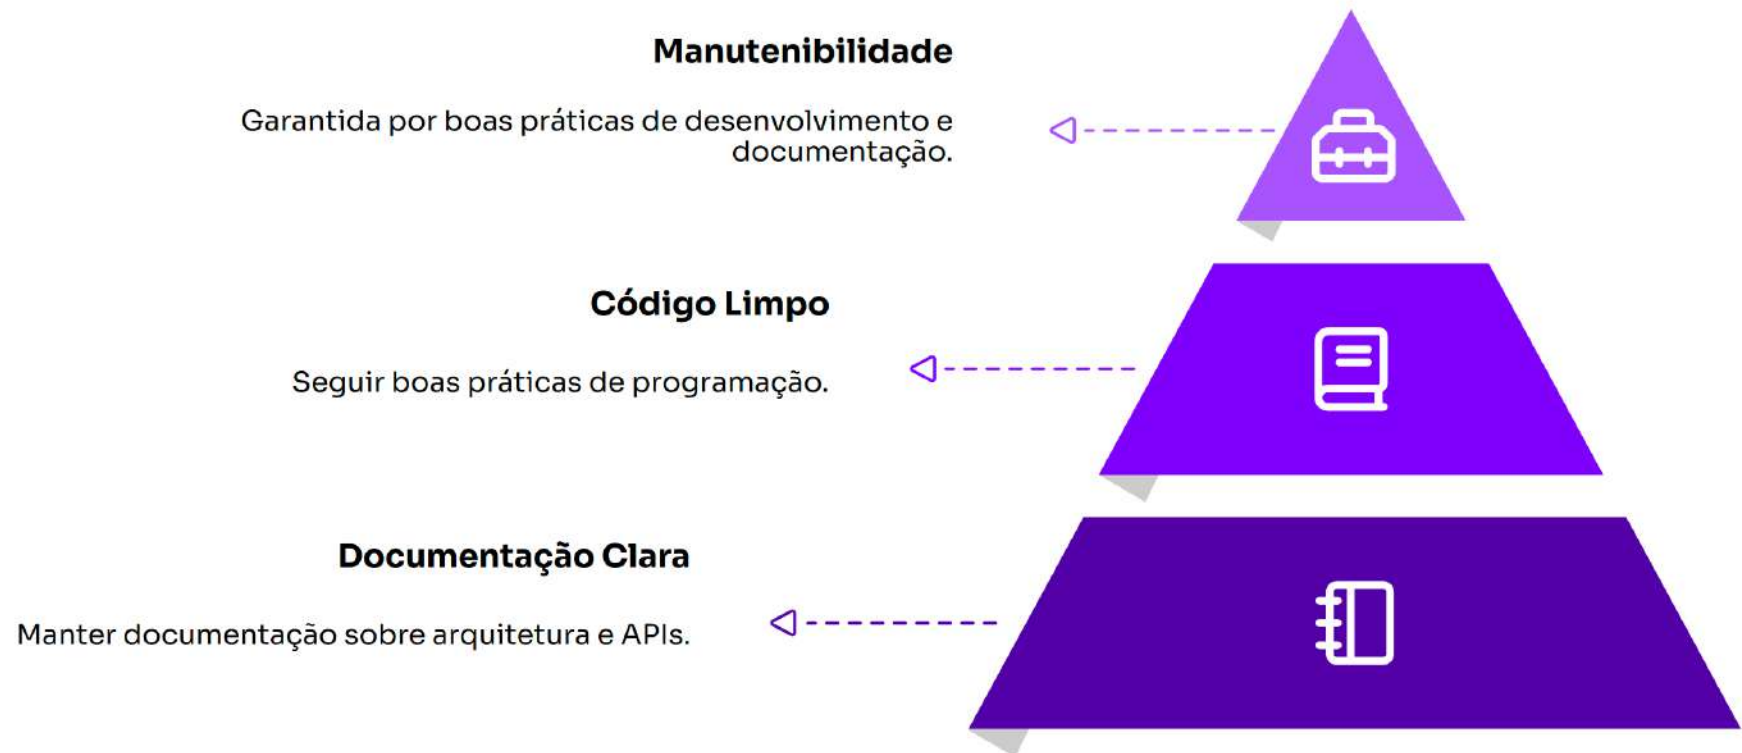 Manutenibilidade
Garantida por boas práticas de desenvolvimento e
documentação.
Código Limpo
Seguir boas práticas de programação.
Documentação Clara
Manter documentação sobre arquitetura e APIs.